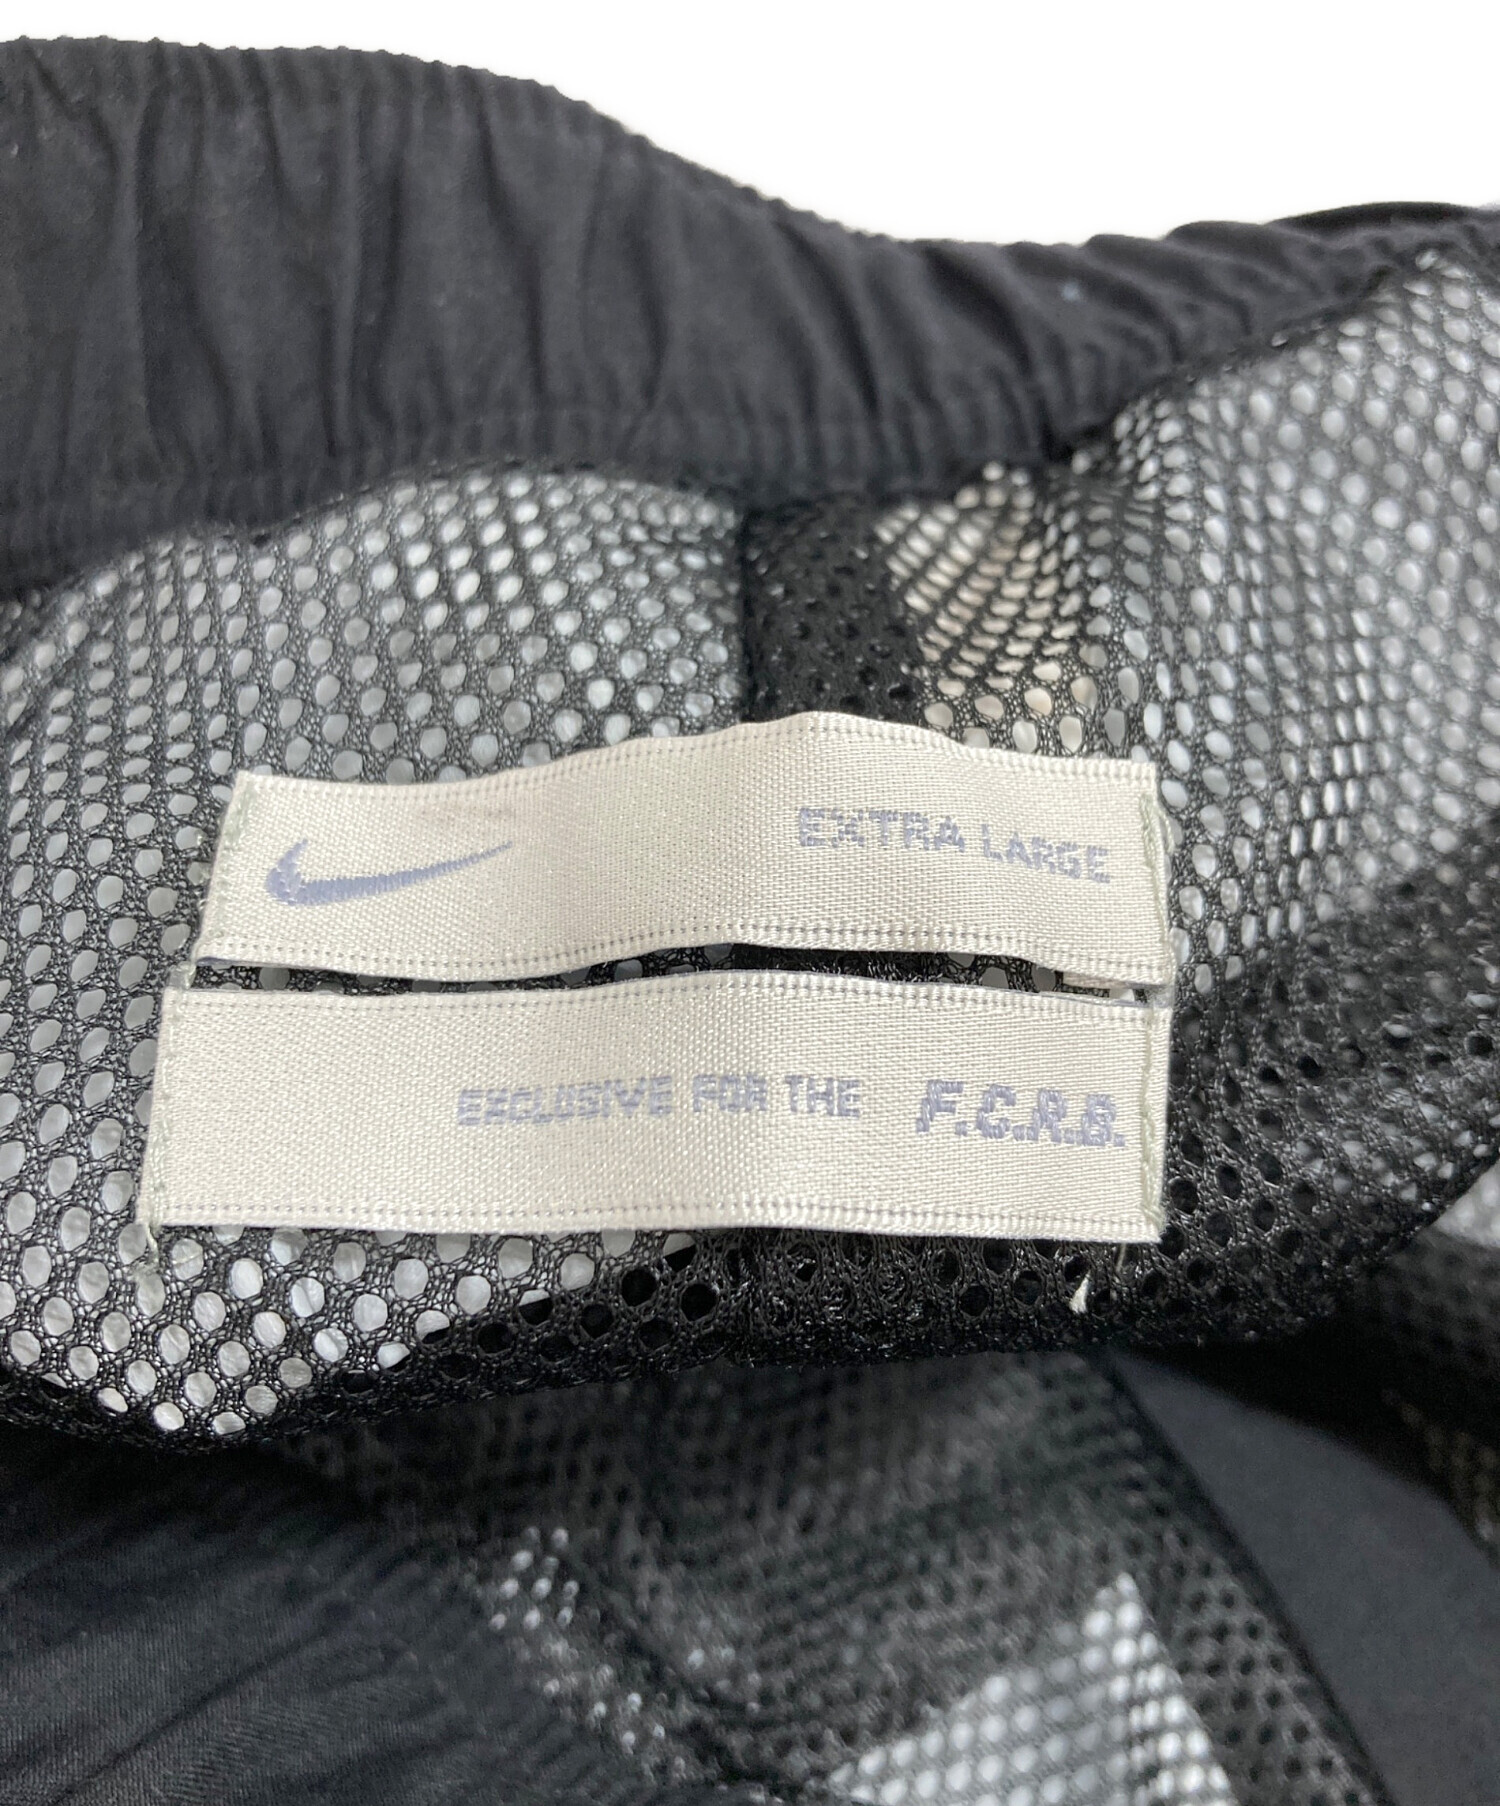 EXTRA LARGE
EXCLUSIVE FOR THE F.C.R.B.